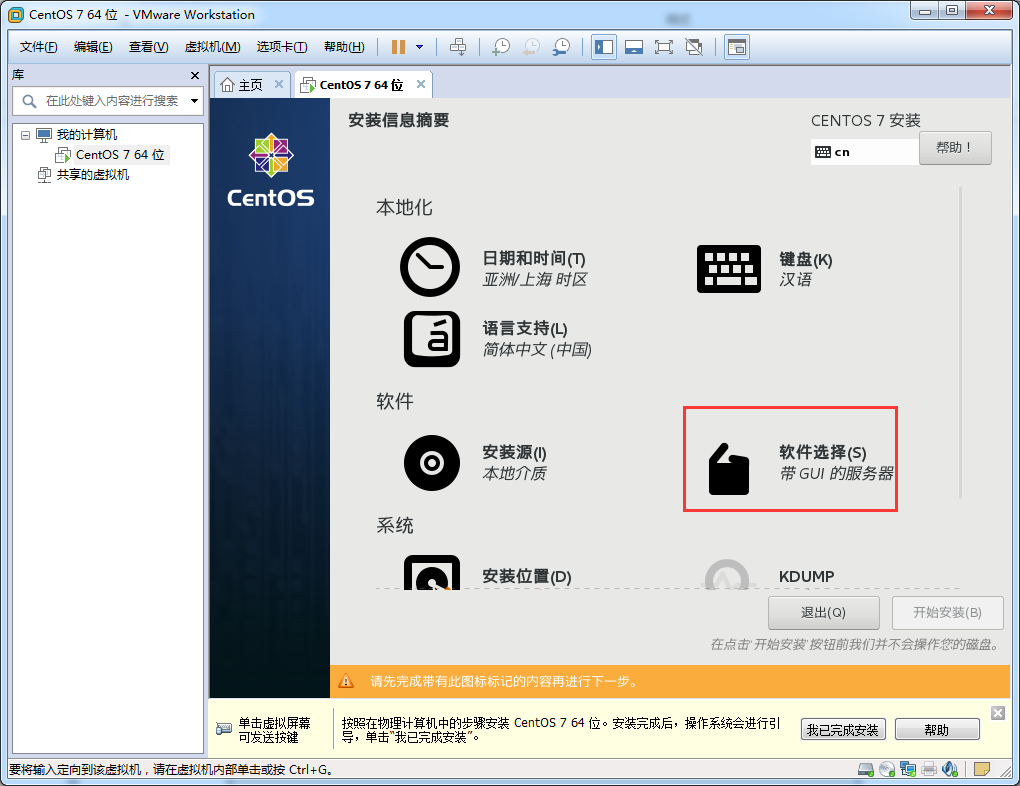 CentOS 7 64 位 - VMware Workstation
文件(F) 编辑(E) 查看(V) 虚拟机(M) 选项卡(T) 帮助(H)
库
在此处键入内容进行搜索
我的计算机
CentOS 7 64 位
共享的虚拟机
主页 CentOS 7 64 位
CentOS
安装信息摘要
CENTOS 7 安装
cn
帮助！
本地化
日期和时间(T)
亚洲/上海 时区
键盘(K)
汉语
语言支持(L)
简体中文 (中国)
软件
安装源(I)
本地介质
软件选择(S)
带 GUI 的服务器
系统
安装位置(D)
KDUMP
退出(Q)
开始安装(B)
在点击'开始安装'按钮前我们并不会操作您的磁盘。
请先完成带有此图标标记的内容再进行下一步。
单击虚拟屏幕
可发送按键
按照在物理计算机中的步骤安装 CentOS 7 64 位。安装完成后，操作系统会进行引
导，单击“我已完成安装”。
我已完成安装
帮助
要将输入定向到该虚拟机，请在虚拟机内部单击或按 Ctrl+G。